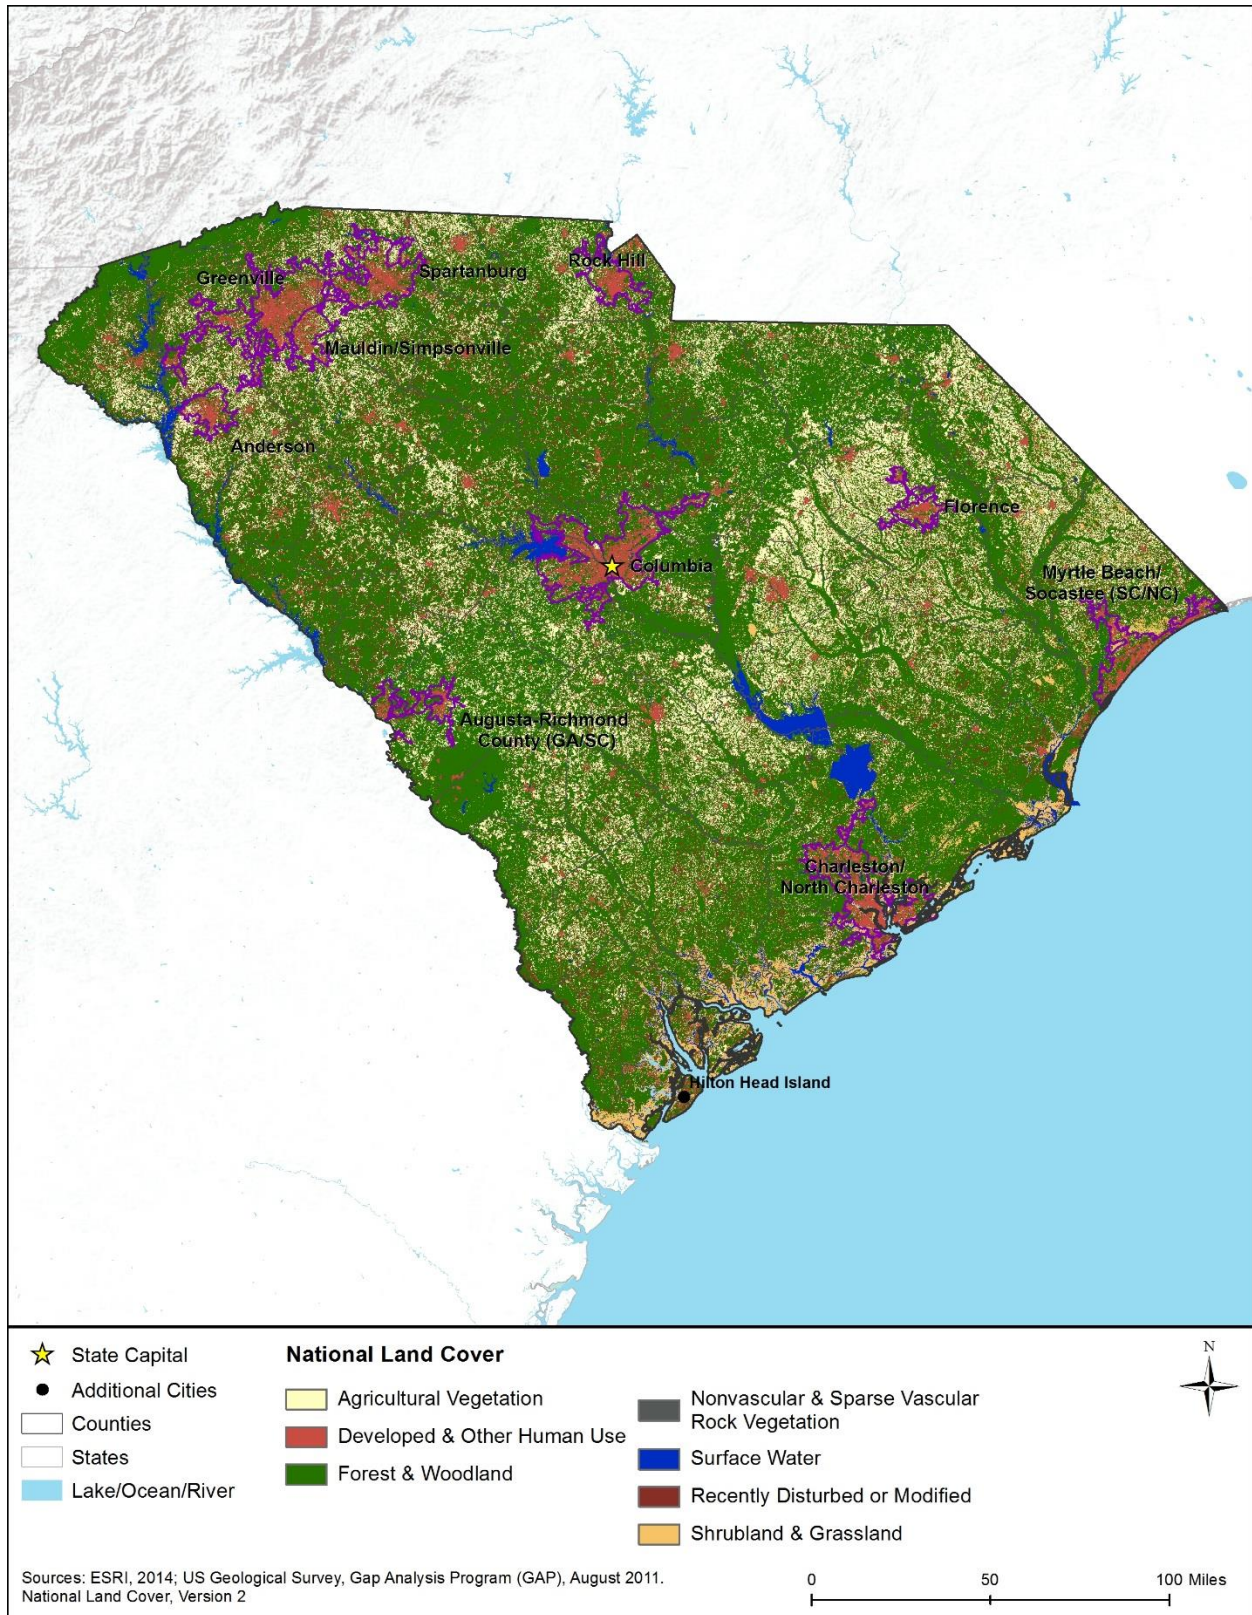 Greenville
Spartanburg
Rock Hill
Mauldin/Simpsonville
Anderson
Florence
Columbia
Myrtle Beach/
Socastee (SC/NC)
Augusta-Richmond
County (GA/SC)
Charleston/
North Charleston
Hilton Head Island
State Capital
Additional Cities
Counties
States
Lake/Ocean/River
National Land Cover
Agricultural Vegetation
Developed & Other Human Use
Forest & Woodland
Nonvascular & Sparse Vascular
Rock Vegetation
Surface Water
Recently Disturbed or Modified
Shrubland & Grassland
N
Sources: ESRI, 2014; US Geological Survey, Gap Analysis Program (GAP), August 2011.
National Land Cover, Version 2
0 50 100 Miles